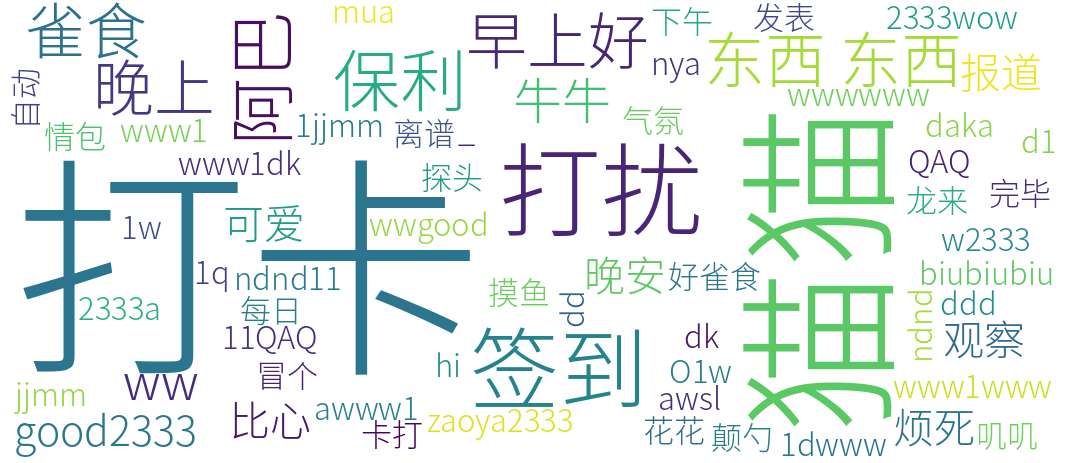 mua
下午
发表
2333wow
雀食
晚上
阿巴
早上好
nya
东西 东西
报道
保利
牛牛
wwwwww
自动
情包
www1
1jjmm
离谱_
气氛
daka
d1
www1dk
打卡
探头
打扰
猫猫
QAQ
龙来
完毕
1w
可爱
wwgood
w2333
1q
ndnd11
晚安
好雀食
biubiubiu
2333a
每日
摸鱼
dd
ddd
11QAQ
签到
dk
ndnd
观察
冒个
hi
O1w
jjmm
ww
awsl
www1www
good2333
比心
awww1
卡打
zaoya2333
花花
颠勺
1dwww
烦死
叽叽